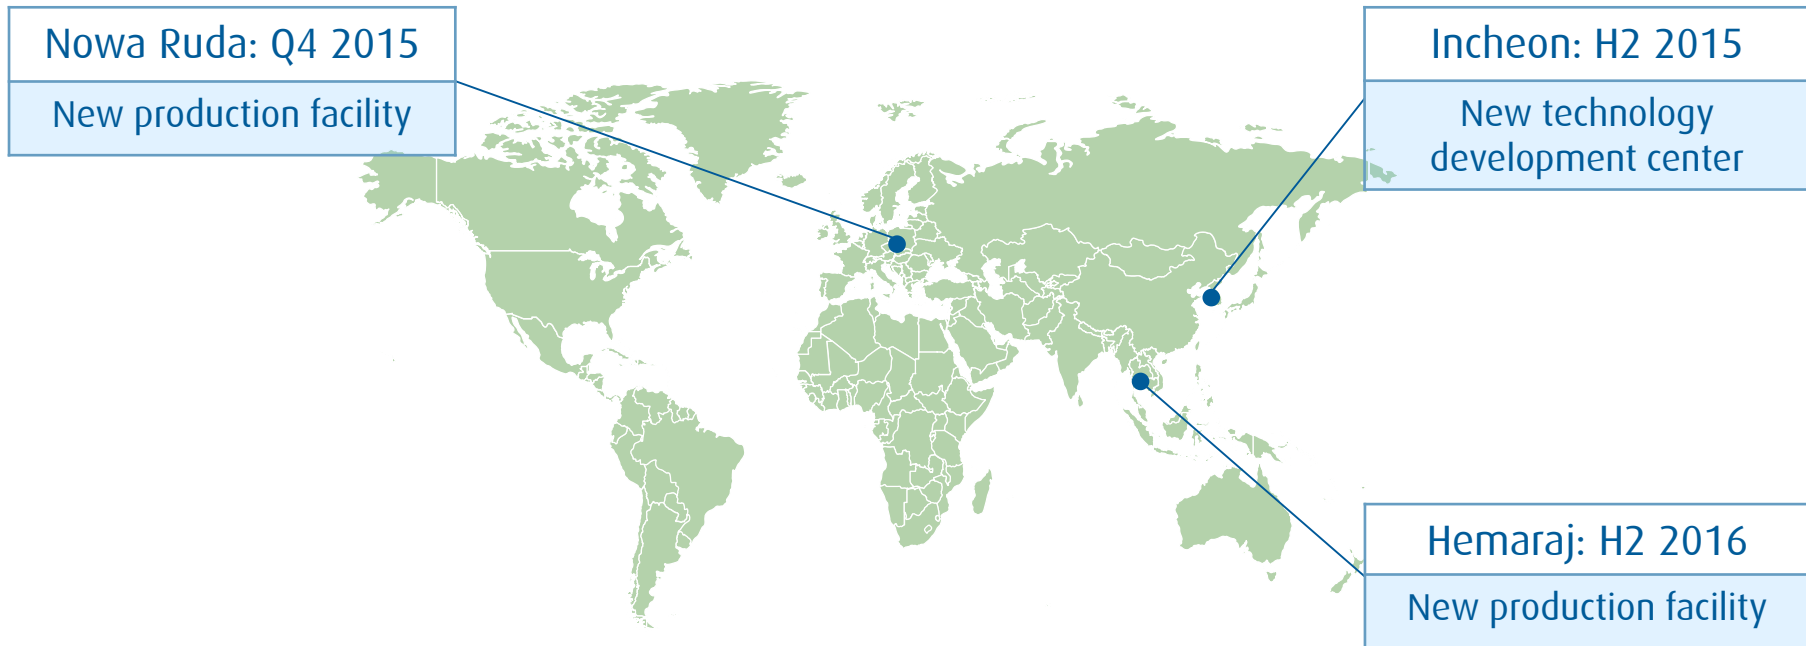 Nowa Ruda: Q4 2015
New production facility
Incheon: H2 2015
New technology
development center
Hemaraj: H2 2016
New production facility